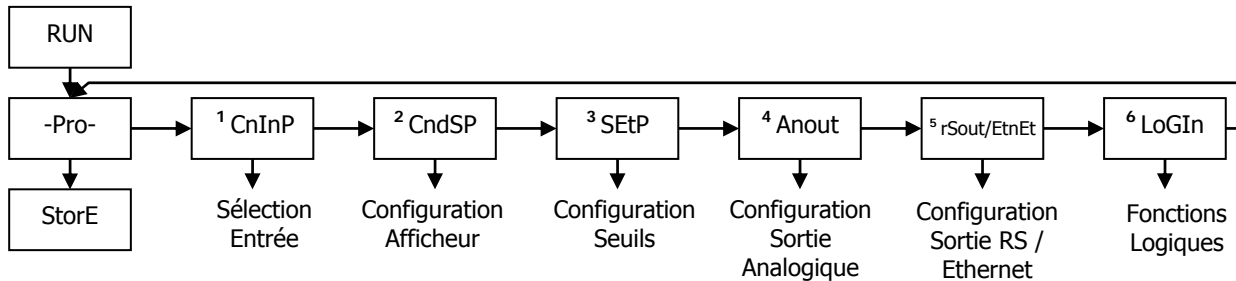 RUN
-Pro-
¹ CnInP
² CndSP
³ SEtP
⁴ Anout
⁵ rSout/EtnEt
⁶ LoGIn
StorE
Sélection
Entrée
Configuration
Afficheur
Configuration
Seuils
Configuration
Sortie
Analogique
Configuration
Sortie RS /
Ethernet
Fonctions
Logiques